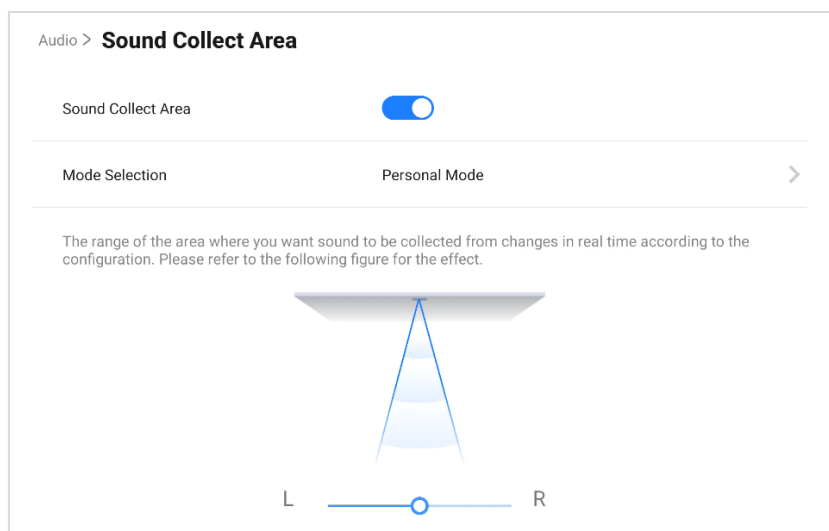 Audio > Sound Collect Area
Sound Collect Area
Mode Selection Personal Mode
The range of the area where you want sound to be collected from changes in real time according to the
configuration. Please refer to the following figure for the effect.
L R